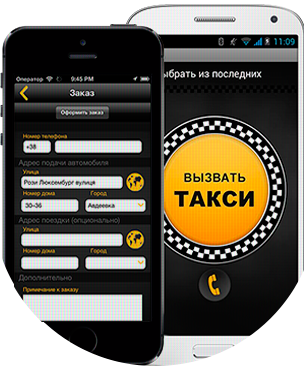 Оператор
9:45 PM
Заказ
Оформить заказ
Номер телефона
+38
Адрес подачи автомобиля
Улица
Рози Люксембург вулиця
Номер дома
Город
30-36
Авдеевка
Адрес поездки (опционально)
Улица
Номер дома
Город
Дополнительно
Примечание к заказу
11:09
ыбрать из последних
ВЫЗВАТЬ
ТАКСИ